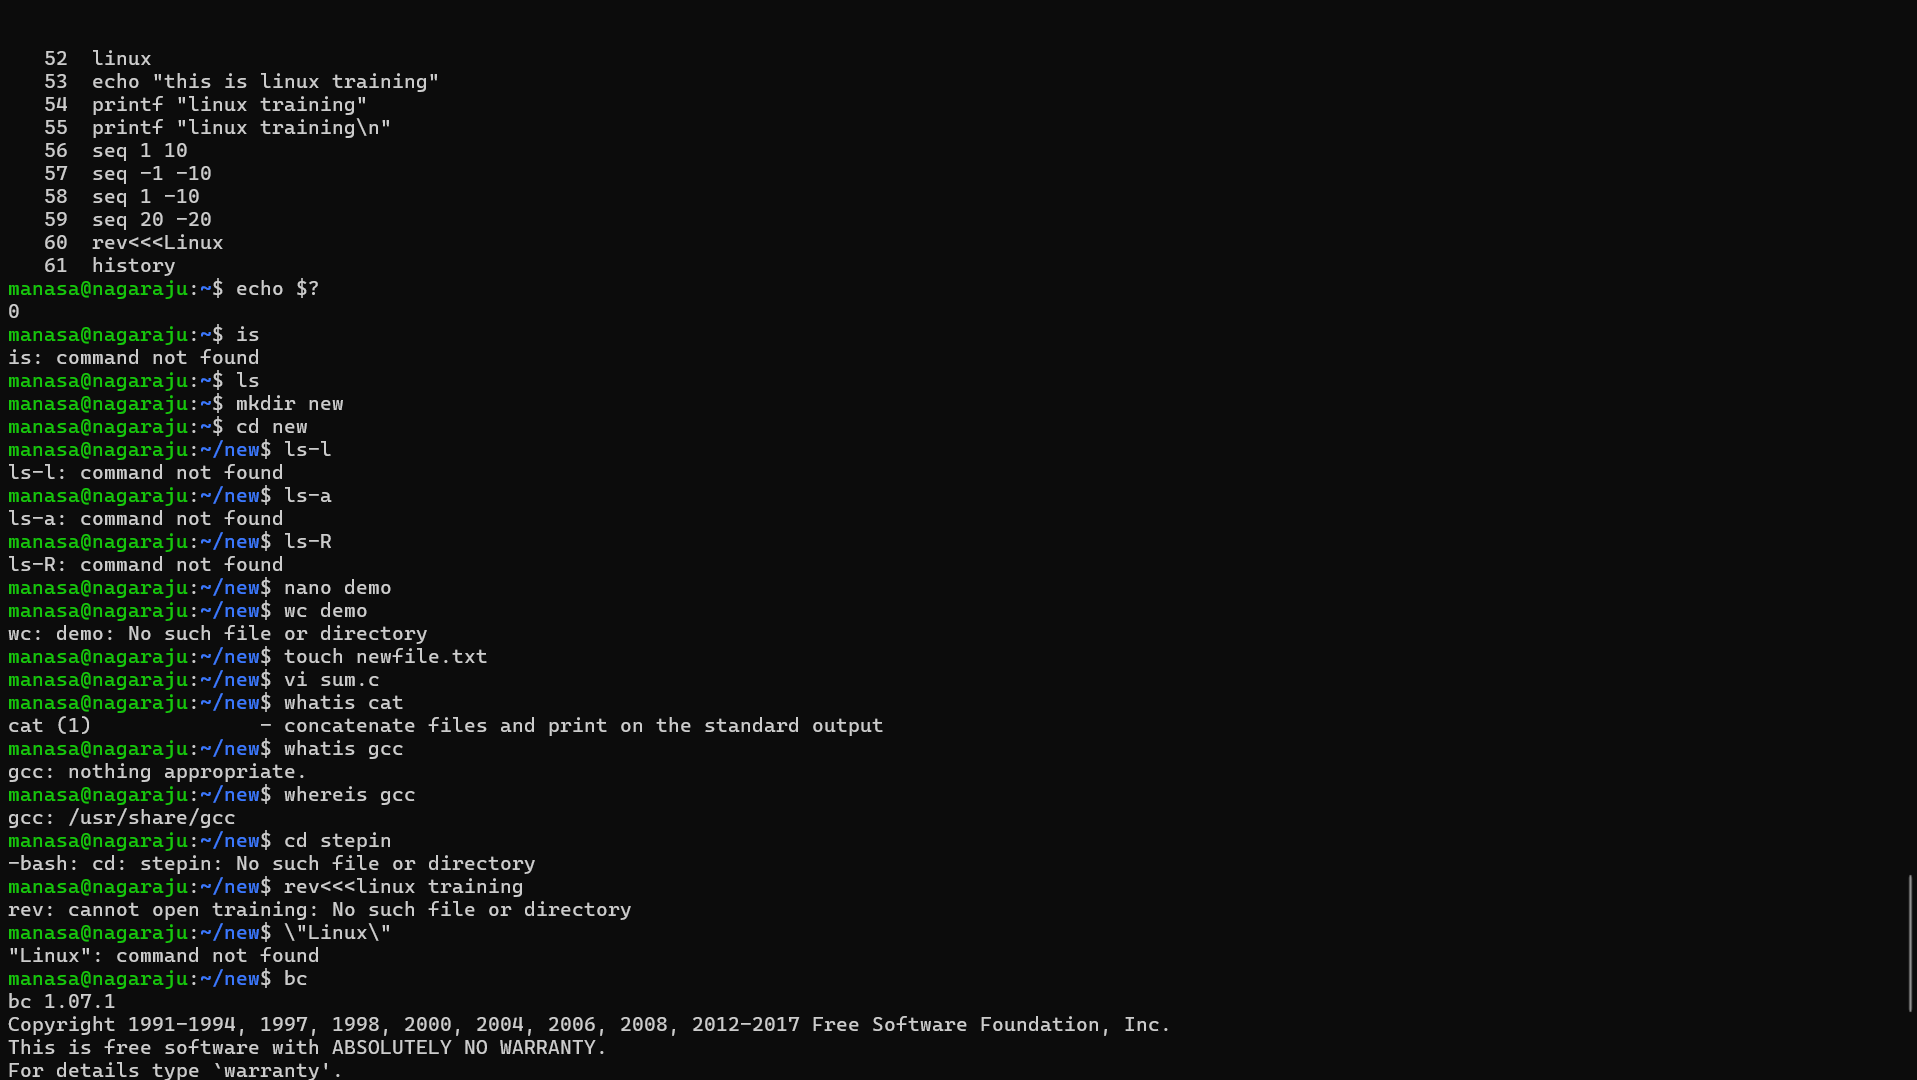 52  linux
53  echo "this is linux training"
54  printf "linux training"
55  printf "linux training\n"
56  seq 1 10
57  seq -1 -10
58  seq 1 -10
59  seq 20 -20
60  rev<<<Linux
61  history
manasa@nagaraju:~$ echo $?
0
manasa@nagaraju:~$ is
is: command not found
manasa@nagaraju:~$ ls
manasa@nagaraju:~$ mkdir new
manasa@nagaraju:~$ cd new
manasa@nagaraju:~/new$ ls-l
ls-l: command not found
manasa@nagaraju:~/new$ ls-a
ls-a: command not found
manasa@nagaraju:~/new$ ls-R
ls-R: command not found
manasa@nagaraju:~/new$ nano demo
manasa@nagaraju:~/new$ wc demo
wc: demo: No such file or directory
manasa@nagaraju:~/new$ touch newfile.txt
manasa@nagaraju:~/new$ vi sum.c
manasa@nagaraju:~/new$ whatis cat
cat (1)              - concatenate files and print on the standard output
manasa@nagaraju:~/new$ whatis gcc
gcc: nothing appropriate.
manasa@nagaraju:~/new$ whereis gcc
gcc: /usr/share/gcc
manasa@nagaraju:~/new$ cd stepin
-bash: cd: stepin: No such file or directory
manasa@nagaraju:~/new$ rev<<<linux training
rev: cannot open training: No such file or directory
manasa@nagaraju:~/new$ \"Linux\"
"Linux": command not found
manasa@nagaraju:~/new$ bc
bc 1.07.1
Copyright 1991-1994, 1997, 1998, 2000, 2004, 2006, 2008, 2012-2017 Free Software Foundation, Inc.
This is free software with ABSOLUTELY NO WARRANTY.
For details type `warranty'.